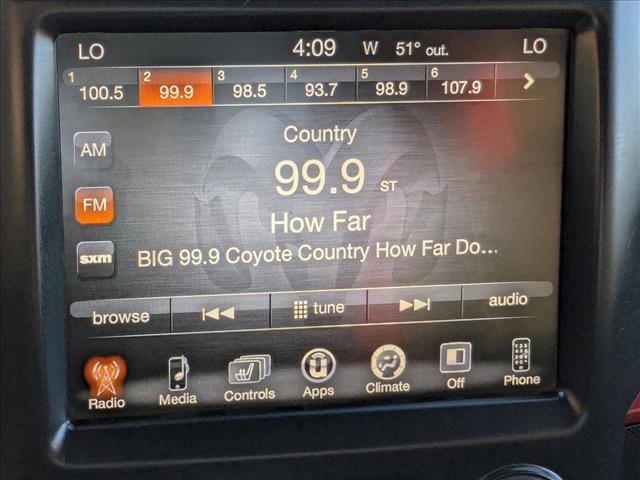 LO 4:09 W 51° out. LO
1 100.5 2 99.9 3 98.5 4 93.7 5 98.9 6 107.9 >
AM
Country
99.9 ST
FM
How Far
sxm
BIG 99.9 Coyote Country How Far Do...
browse tune audio
Radio Media Controls Apps Climate Off Phone